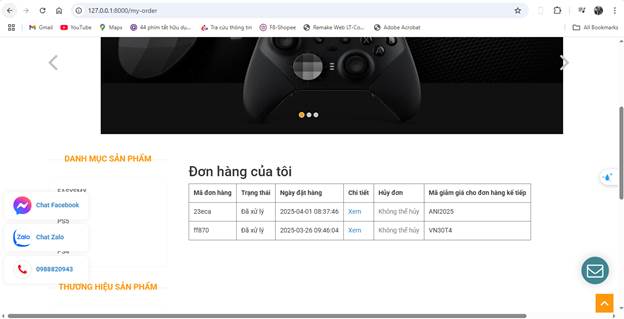 127.0.0.1:8000/my-order
Gmail
YouTube
Maps
44 phím tắt hữu dụ...
Tra cứu thông tin
F8-Shopee
Remake Web LT-Co...
Adobe Acrobat
All Bookmarks
DANH MỤC SẢN PHẨM
EASYSMX
Chat Facebook
PS5
Chat Zalo
Zalo
PS4
0988820943
THƯƠNG HIỆU SẢN PHẨM
Đơn hàng của tôi
Mã đơn hàng Trạng thái Ngày đặt hàng Chi tiết Hủy đơn Mã giảm giá cho đơn hàng kế tiếp
23eca Đã xử lý 2025-04-01 08:37:46 Xem Không thể hủy ANI2025
ff870 Đã xử lý 2025-03-26 09:46:04 Xem Không thể hủy VN30T4